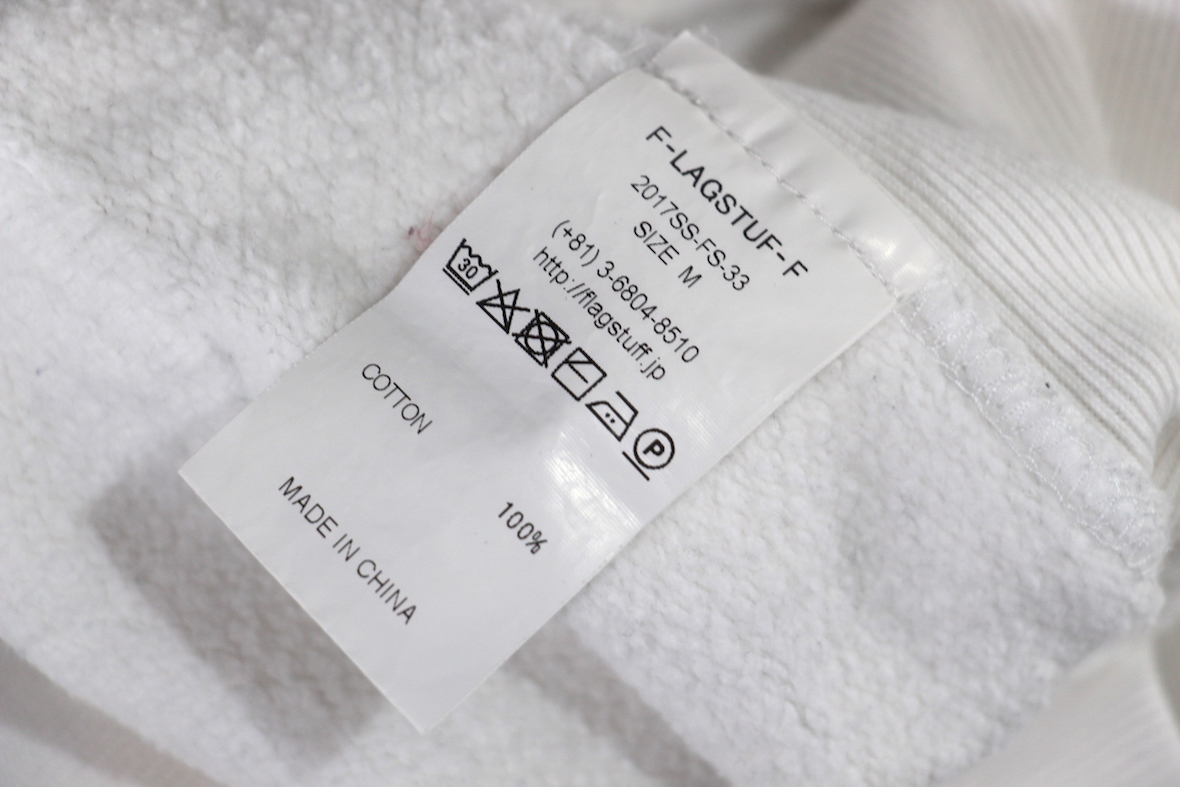 F-LAGSTUF-F
2017SS-FS-33
SIZE M
(+81) 3-6804-8510
http://flagstuff.jp
30 P
COTTON 100%
MADE IN CHINA